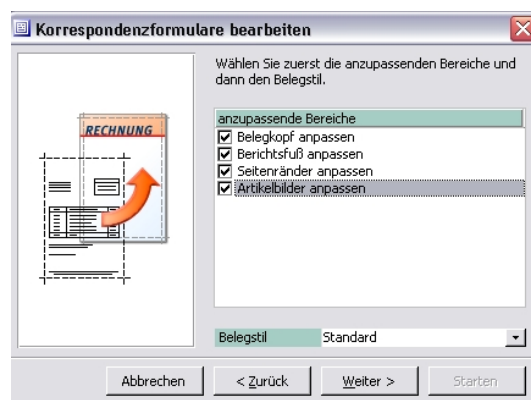 Korrespondenzformulare bearbeiten
Wählen Sie zuerst die anzupassenden Bereiche und
dann den Belegstil.
RECHNUNG
anzupassende Bereiche
Belegkopf anpassen
Berichtsfuß anpassen
Seitenränder anpassen
Artikelbilder anpassen
Belegstil Standard
Abbrechen < Zurück Weiter > Starten